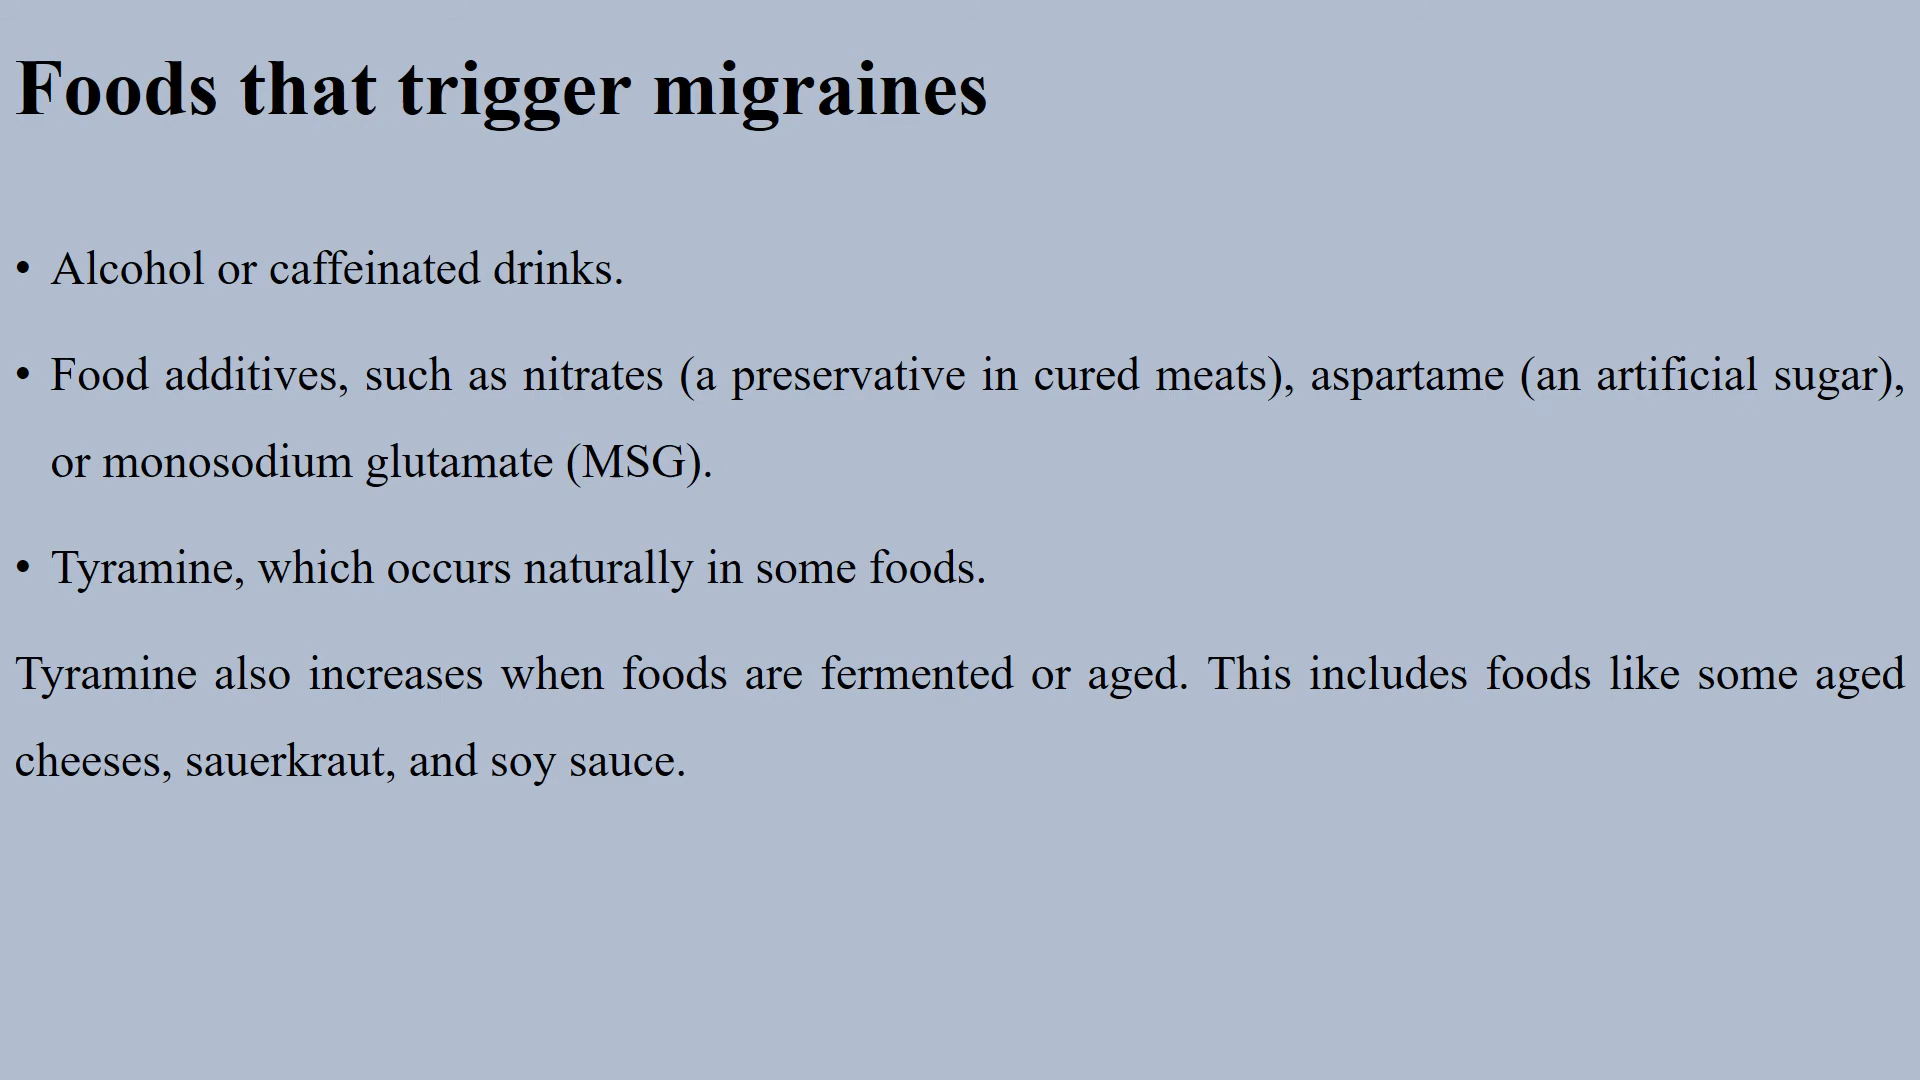 Foods that trigger migraines
• Alcohol or caffeinated drinks.
• Food additives, such as nitrates (a preservative in cured meats), aspartame (an artificial sugar),
or monosodium glutamate (MSG).
• Tyramine, which occurs naturally in some foods.
Tyramine also increases when foods are fermented or aged. This includes foods like some aged
cheeses, sauerkraut, and soy sauce.